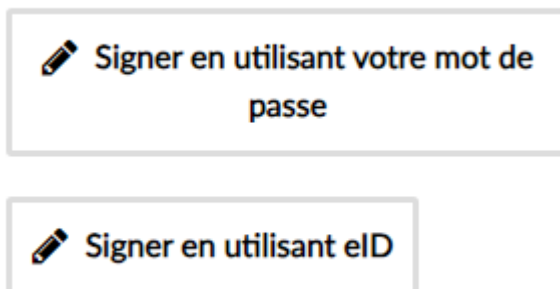 Signer en utilisant votre mot de
passe
Signer en utilisant eID